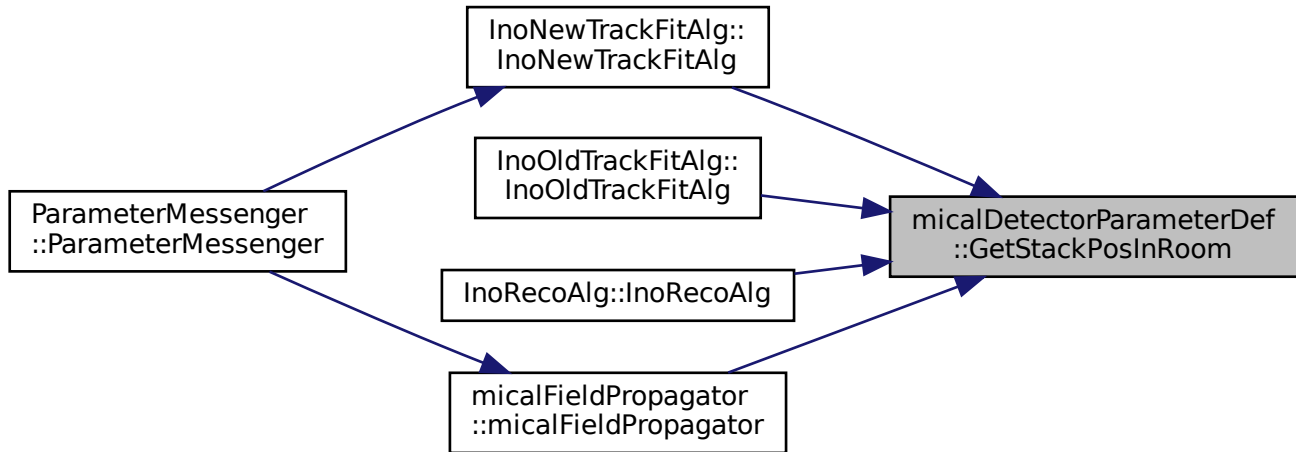 InoNewTrackFitAlg::
InoNewTrackFitAlg
InoOldTrackFitAlg::
InoOldTrackFitAlg
ParameterMessenger
::ParameterMessenger
micalDetectorParameterDef
::GetStackPosInRoom
InoRecoAlg::InoRecoAlg
micalFieldPropagator
::micalFieldPropagator